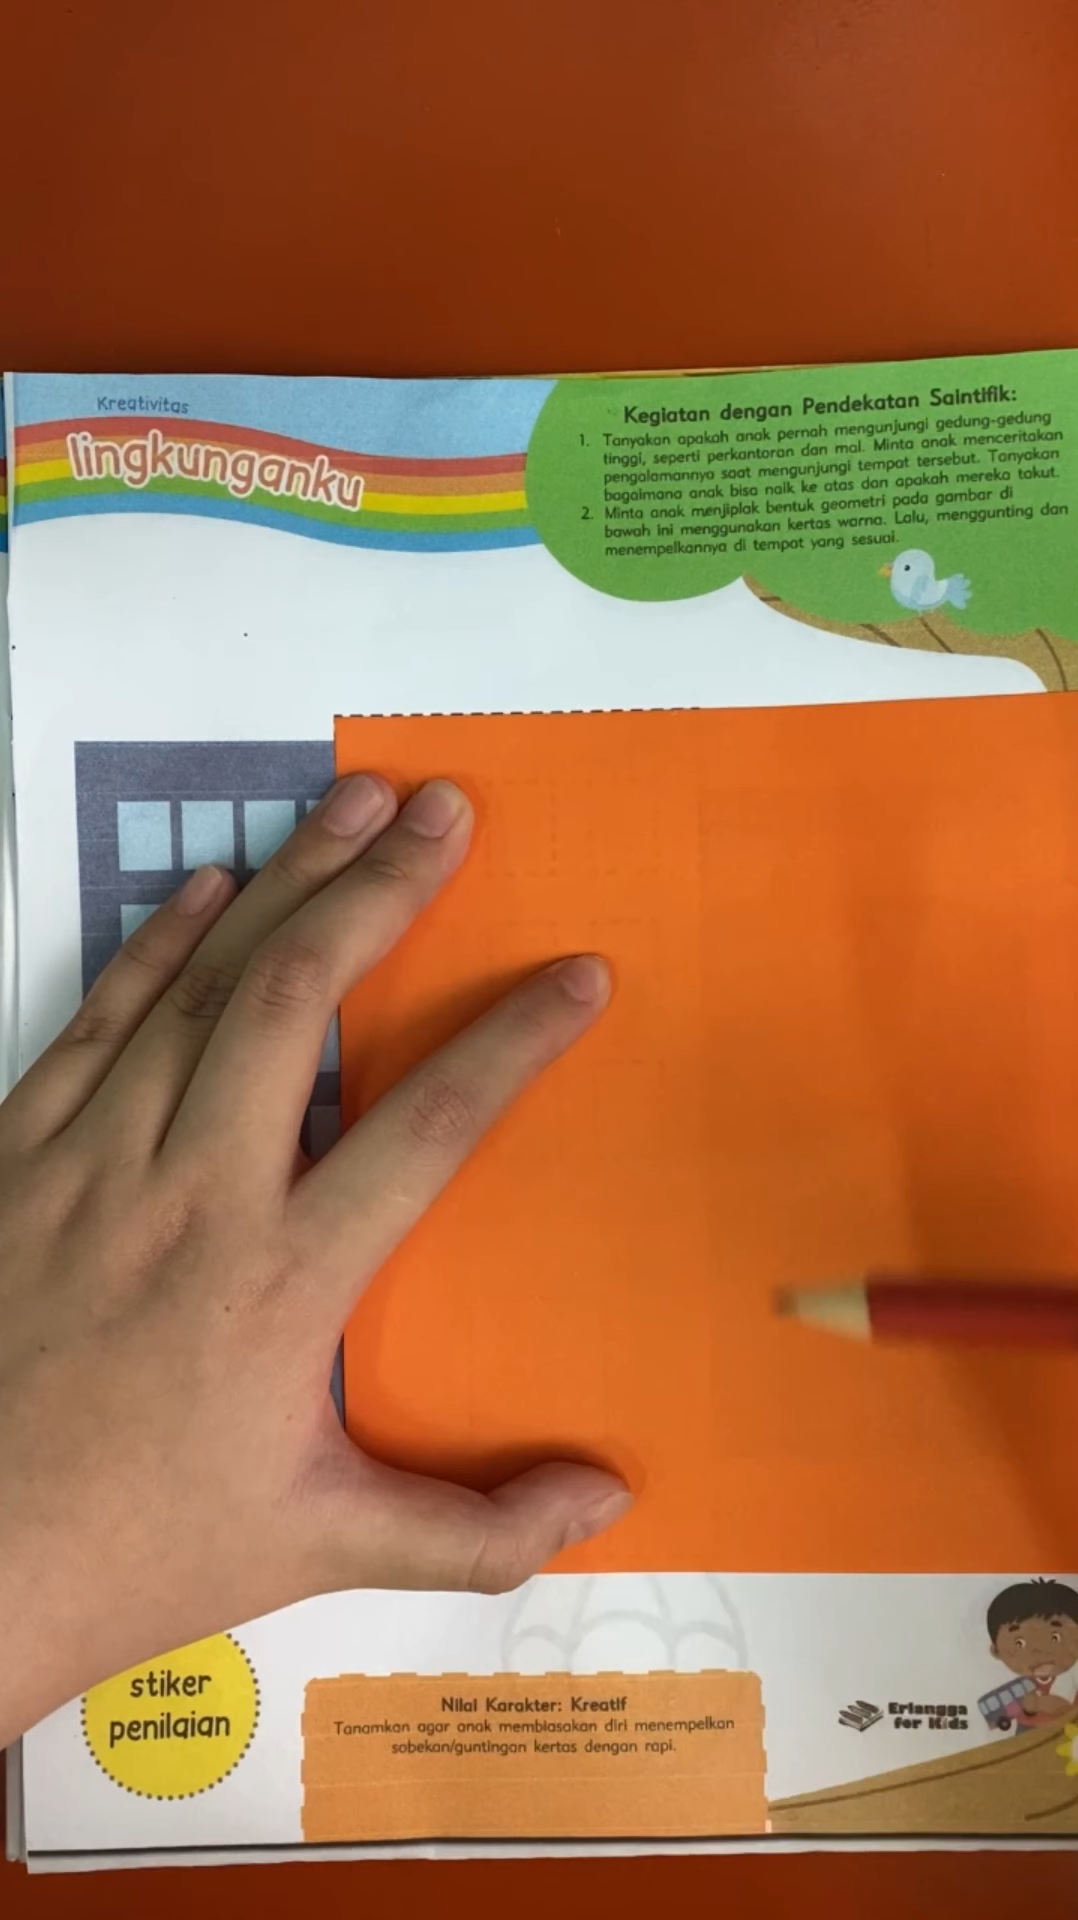 Kreativitas
lingkunganku
Kegiatan dengan Pendekatan Saintifik:
1. Tanyakan apakah anak pernah mengunjungi gedung-gedung
tinggi, seperti perkantoran dan mal. Minta anak menceritakan
pengalamannya saat mengunjungi tempat tersebut. Tanyakan
bagaimana anak bisa naik ke atas dan apakah mereka takut.
2. Minta anak menjiplak bentuk geometri pada gambar di
bawah ini menggunakan kertas warna. Lalu, menggunting dan
menempelkannya di tempat yang sesuai.
stiker
penilaian
Nilai Karakter: Kreatif
Tanamkan agar anak membiasakan diri menempelkan
sobekan/guntingan kertas dengan rapi.
Erlangga
for Kids